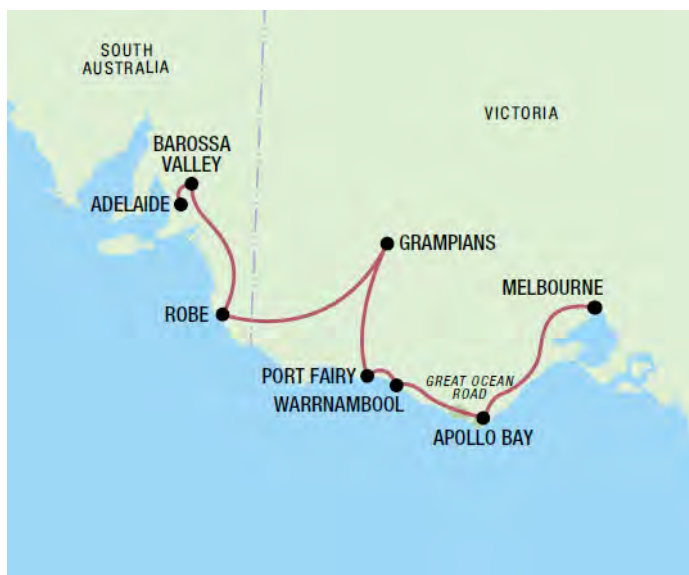 SOUTH
AUSTRALIA
VICTORIA
BAROSSA
VALLEY
ADELAIDE
GRAMPIANS
MELBOURNE
ROBE
PORT FAIRY
GREAT OCEAN
ROAD
WARRNAMBOOL
APOLLO BAY